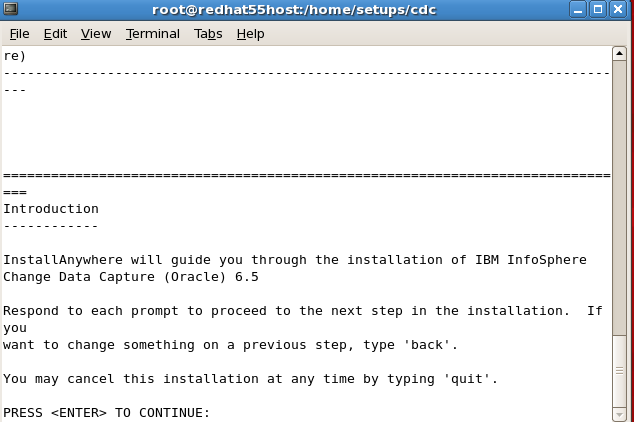 root@redhat55host:/home/setups/cdc
File Edit View Terminal Tabs Help
re)
----------------------------------------------------------------------------
---
============================================================================
===
Introduction
------------
InstallAnywhere will guide you through the installation of IBM InfoSphere
Change Data Capture (Oracle) 6.5
Respond to each prompt to proceed to the next step in the installation.  If
you
want to change something on a previous step, type 'back'.
You may cancel this installation at any time by typing 'quit'.
PRESS <ENTER> TO CONTINUE: